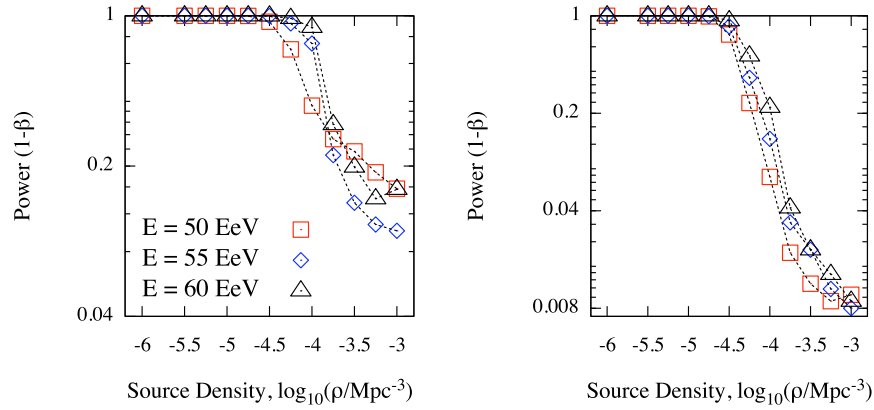 1
0.2
0.04
Power (1-β)
E = 50 EeV
E = 55 EeV
E = 60 EeV
-6 -5.5 -5 -4.5 -4 -3.5 -3
Source Density, log10(ρ/Mpc-3)
1
0.2
0.04
0.008
Power (1-β)
-6 -5.5 -5 -4.5 -4 -3.5 -3
Source Density, log10(ρ/Mpc-3)